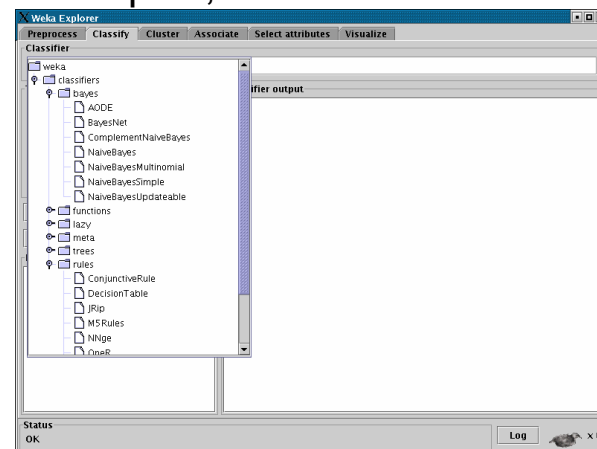 Weka Explorer
Preprocess Classify Cluster Associate Select attributes Visualize
Classifier
weka
classifiers
bayes
ifier output
AODE
BayesNet
ComplementNaiveBayes
NaiveBayes
NaiveBayesMultinomial
NaiveBayesSimple
NaiveBayesUpdateable
functions
lazy
meta
trees
rules
ConjunctiveRule
DecisionTable
JRip
M5Rules
NNge
OneR
Status
OK
Log
x